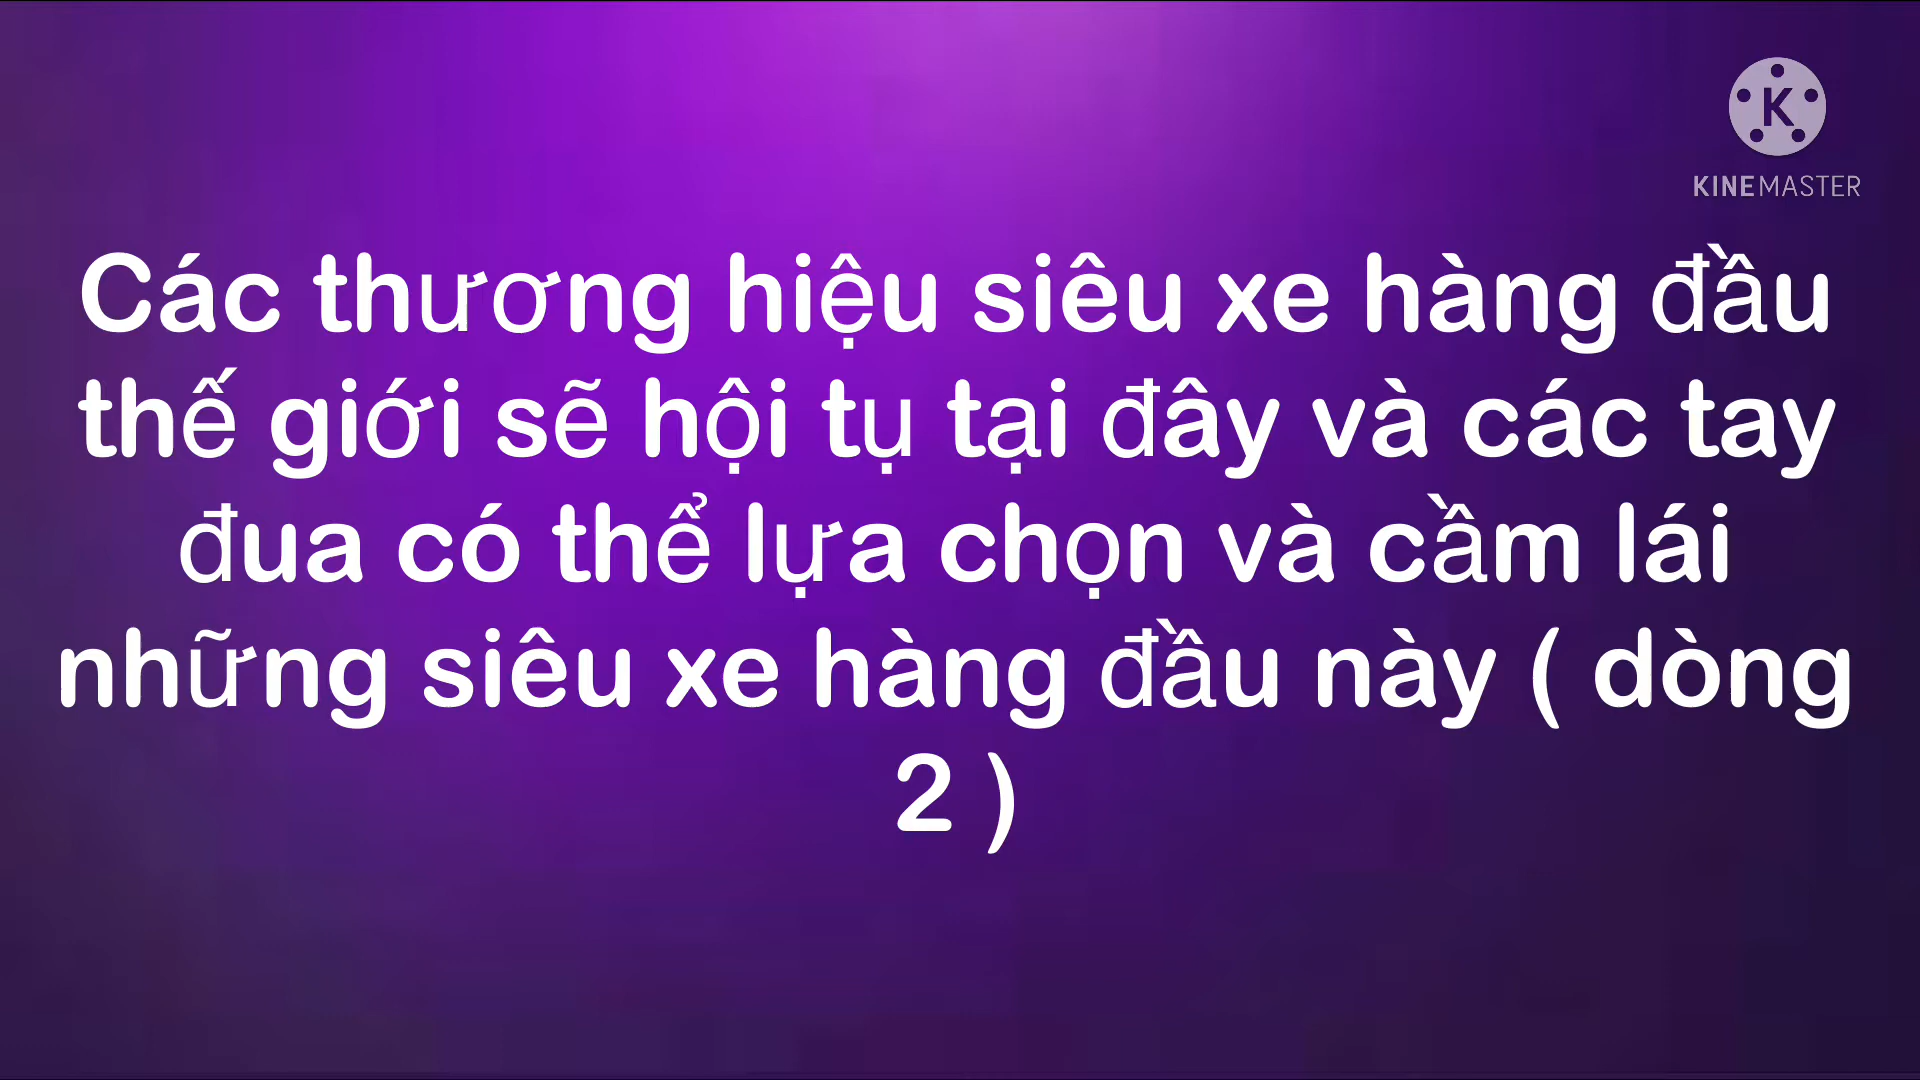 K
KINEMASTER
Các thương hiệu siêu xe hàng đầu
thế giới sẽ hội tụ tại đây và các tay
đua có thể lựa chọn và cầm lái
những siêu xe hàng đầu này ( dòng
2 )